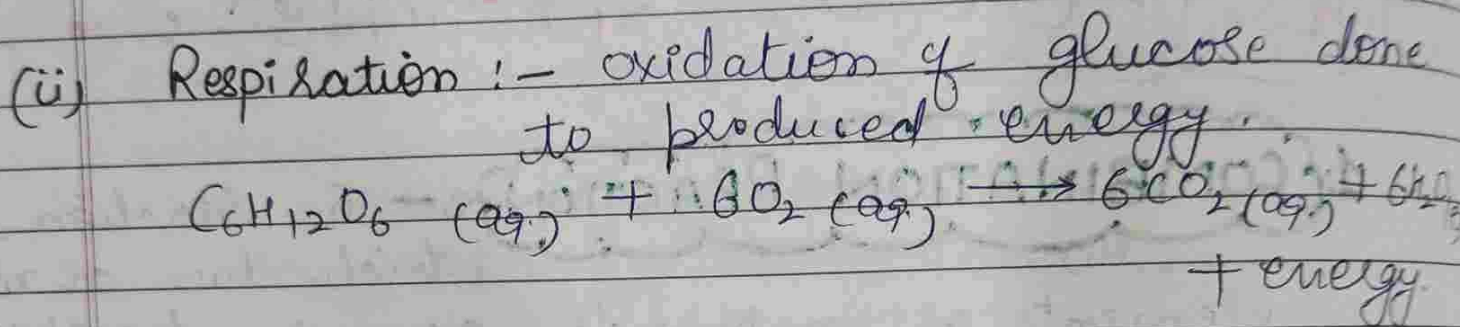 (ii) Respiration :- oxidation of glucose done
to produced energy.
C6H12O6 (aq.) + 6O2 (aq.) → 6CO2 (aq.) + 6H2O
+ energy